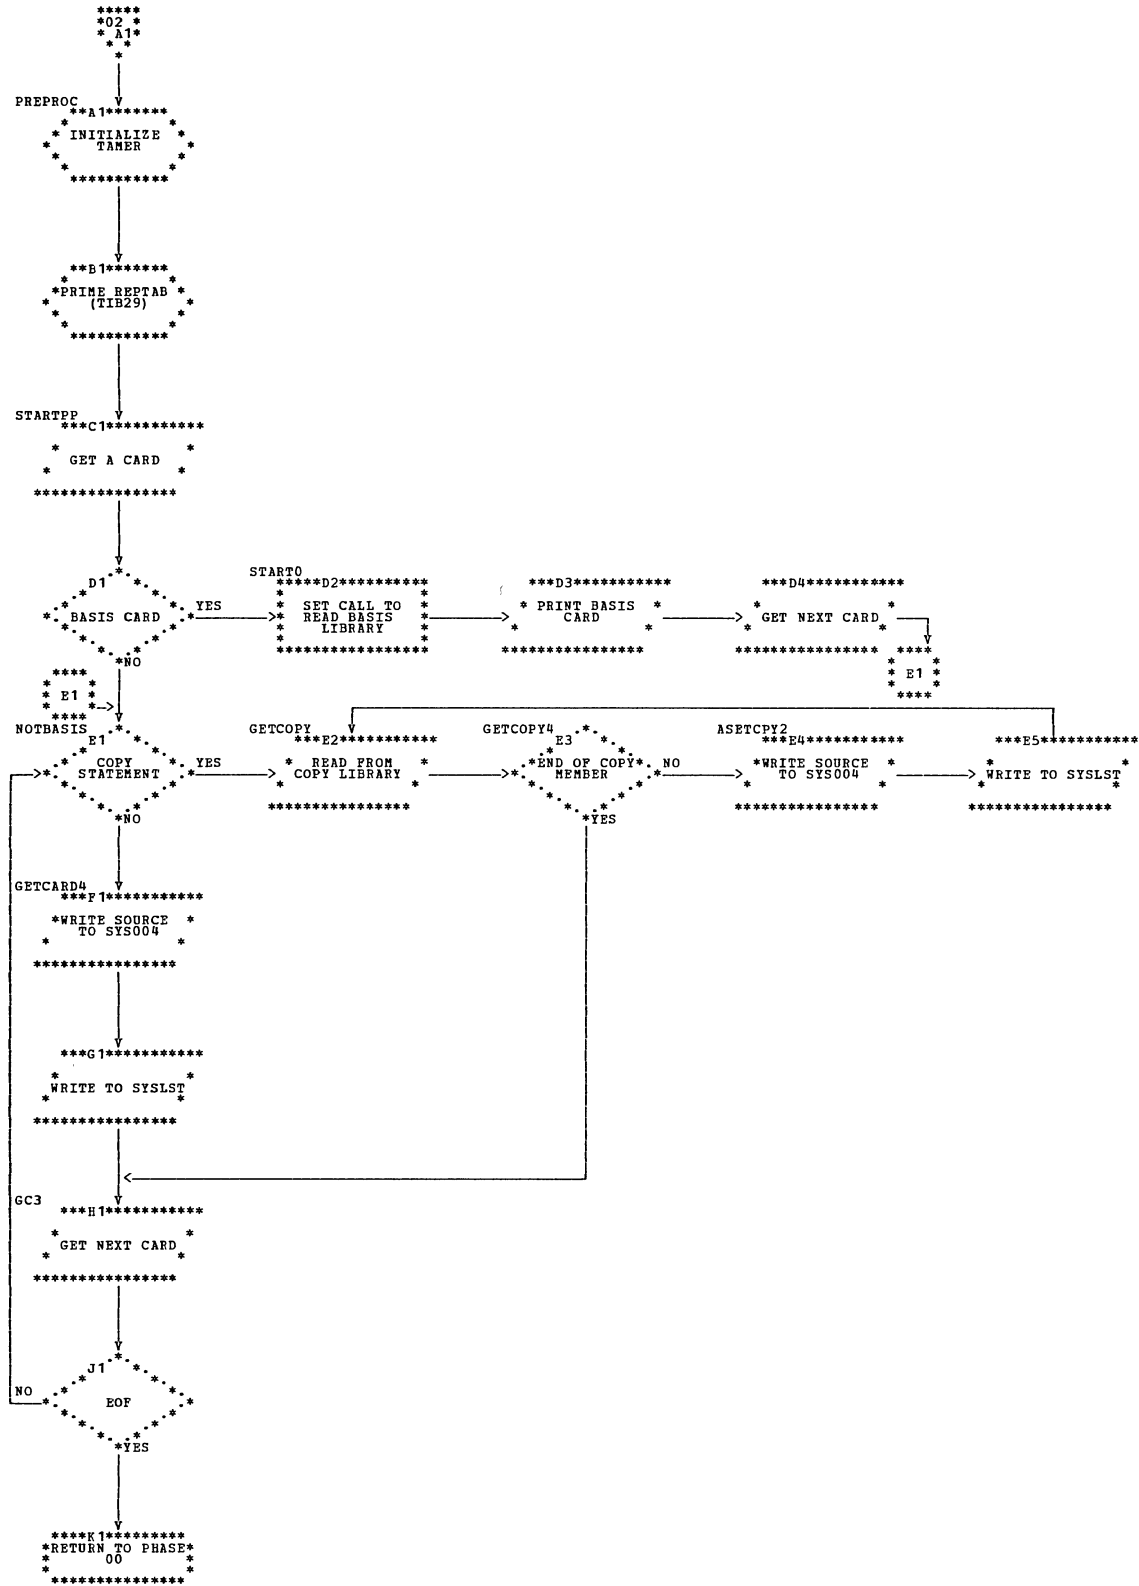 02
A1
PREPROC
A1
INITIALIZE
TAMER
B1
PRIME REPTAB
(TIB29)
STARTPP
C1
GET A CARD
D1
BASIS CARD
YES
NO
START0
D2
SET CALL TO
READ BASIS
LIBRARY
D3
PRINT BASIS
CARD
D4
GET NEXT CARD
E1
E1
NOTBASIS
E1
COPY
STATEMENT
YES
NO
GETCOPY
E2
READ FROM
COPY LIBRARY
GETCOPY4
E3
END OF COPY
MEMBER
NO
YES
ASETCPY2
E4
WRITE SOURCE
TO SYS004
E5
WRITE TO SYSLST
GETCARD4
F1
WRITE SOURCE
TO SYS004
G1
WRITE TO SYSLST
GC3
H1
GET NEXT CARD
J1
EOF
NO
YES
K1
RETURN TO PHASE
00